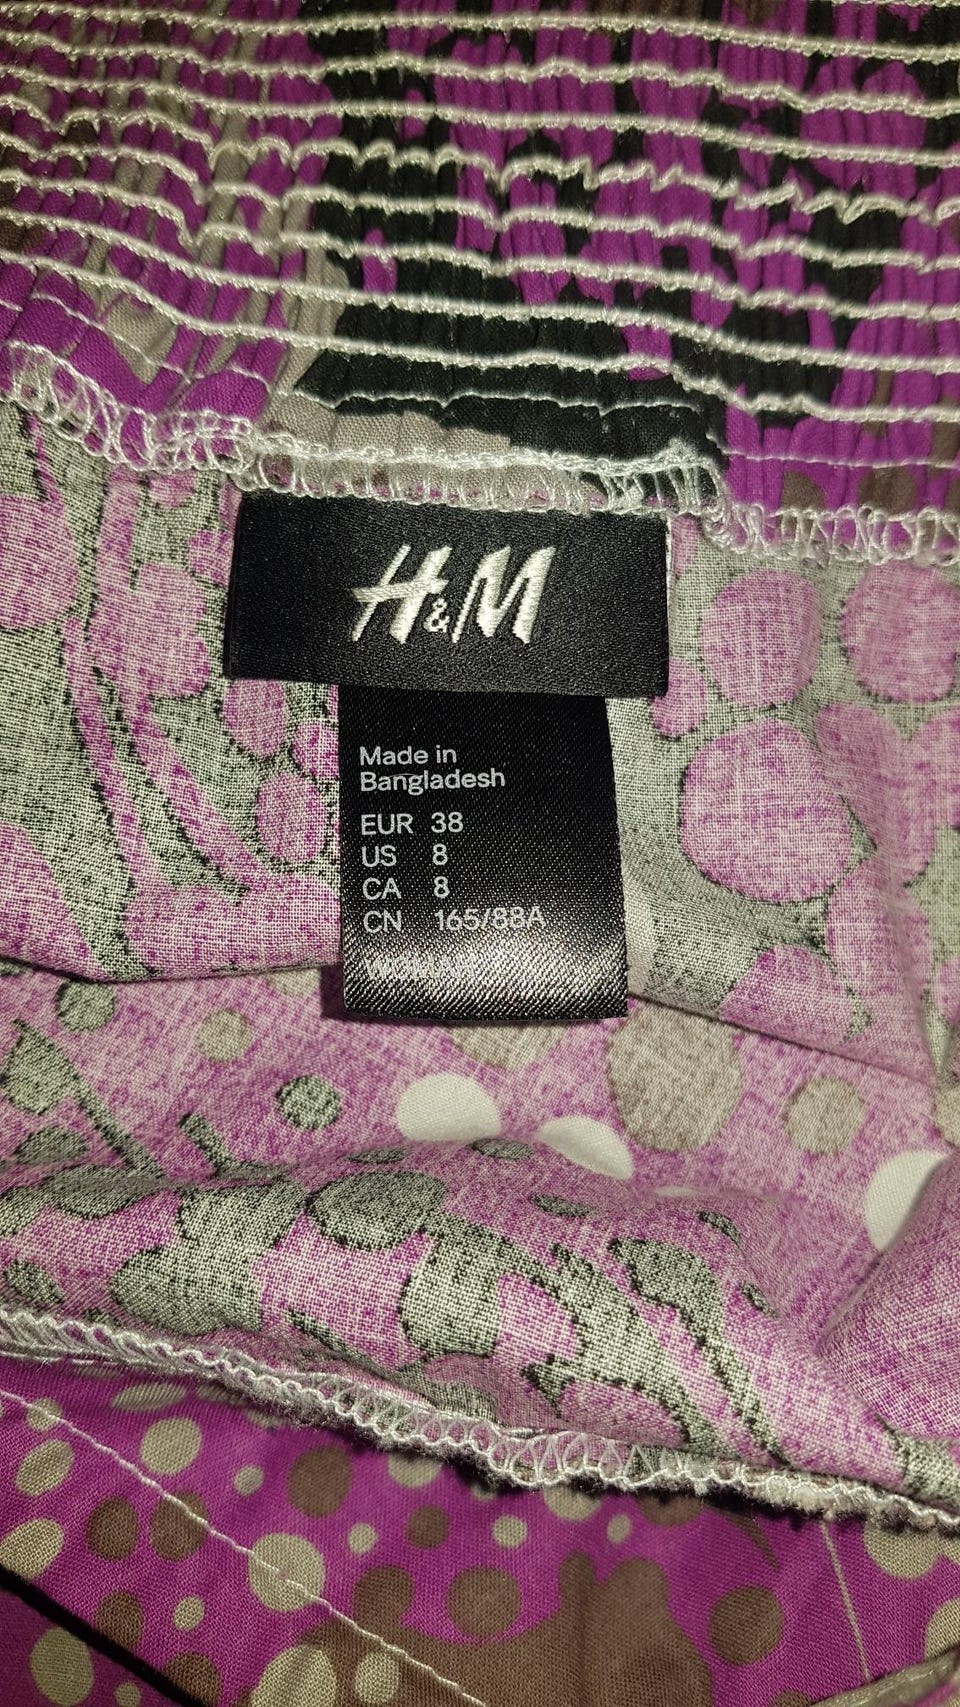 H&M
Made in
Bangladesh
EUR 38
US 8
CA 8
CN 165/88A